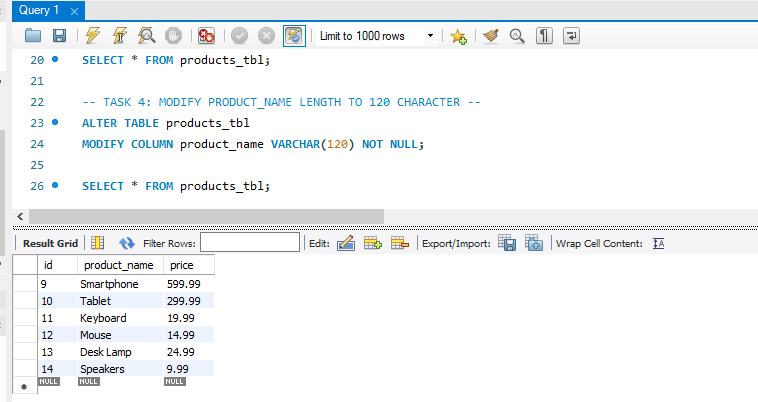 Query 1
Limit to 1000 rows
20 SELECT * FROM products_tbl;
21
22 -- TASK 4: MODIFY PRODUCT_NAME LENGTH TO 120 CHARACTER --
23 ALTER TABLE products_tbl
24 MODIFY COLUMN product_name VARCHAR(120) NOT NULL;
25
26 SELECT * FROM products_tbl;
Result Grid Filter Rows: Edit: Export/Import: Wrap Cell Content:
id product_name price
9 Smartphone 599.99
10 Tablet 299.99
11 Keyboard 19.99
12 Mouse 14.99
13 Desk Lamp 24.99
14 Speakers 9.99
NULL NULL NULL